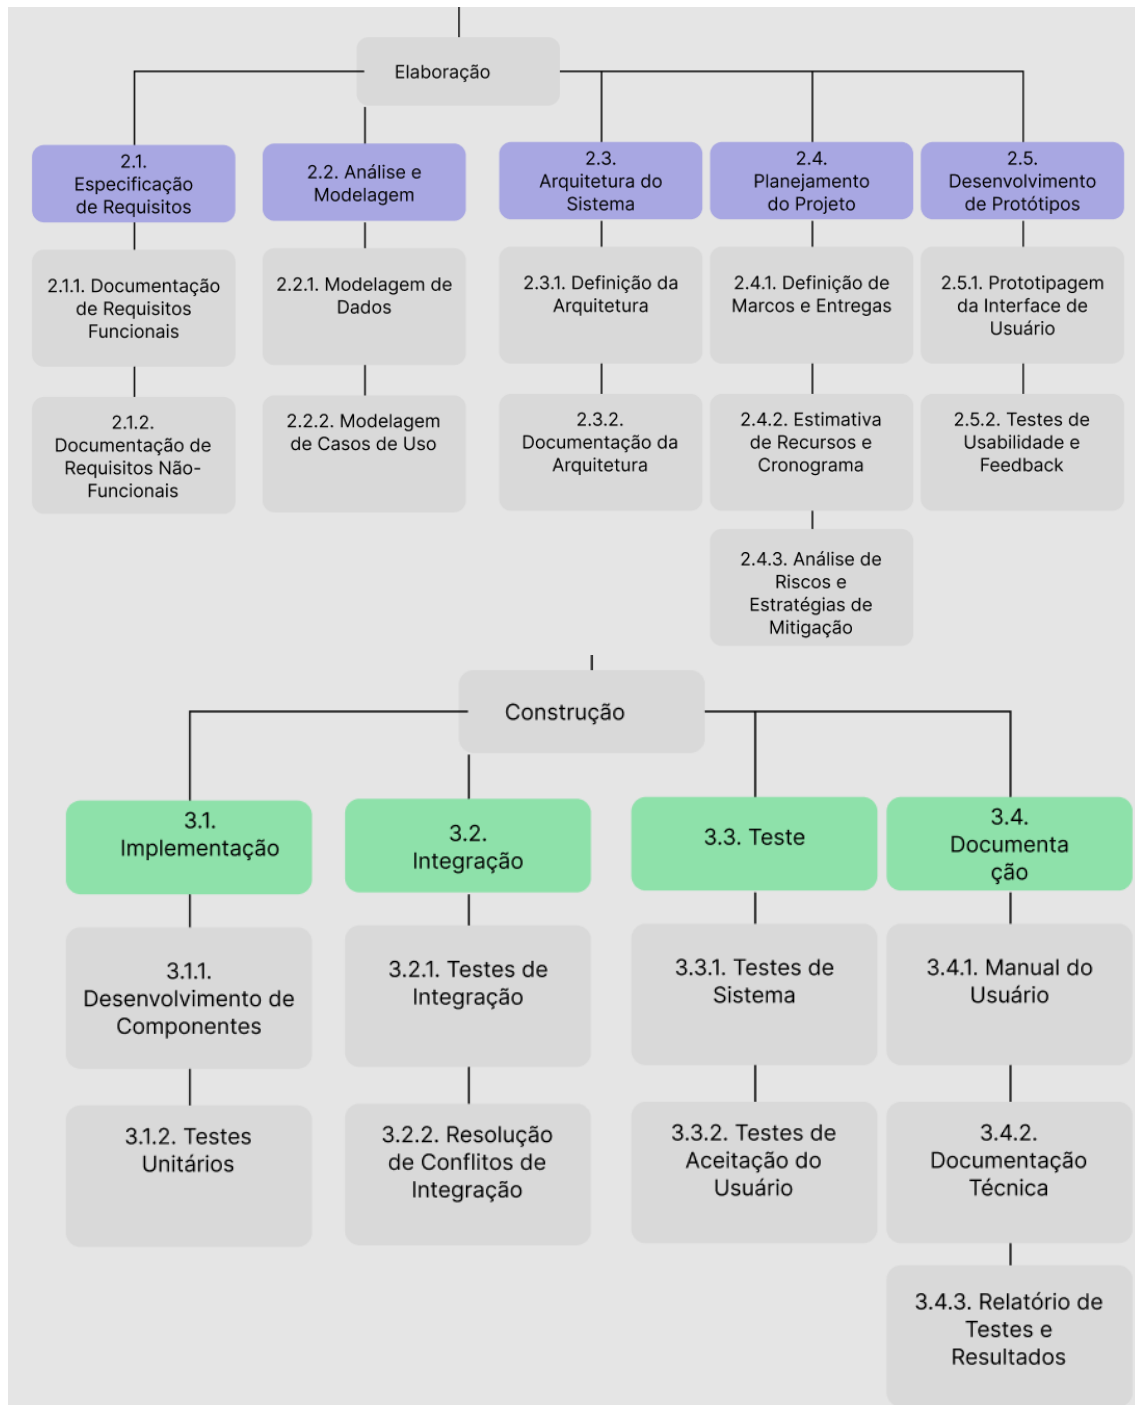 Elaboração
2.1.
Especificação
de Requisitos
2.2. Análise e
Modelagem
2.3.
Arquitetura do
Sistema
2.4.
Planejamento
do Projeto
2.5.
Desenvolvimento
de Protótipos
2.1.1. Documentação
de Requisitos
Funcionais
2.2.1. Modelagem de
Dados
2.3.1. Definição da
Arquitetura
2.4.1. Definição de
Marcos e Entregas
2.5.1. Prototipagem
da Interface de
Usuário
2.1.2.
Documentação de
Requisitos Não-
Funcionais
2.2.2. Modelagem
de Casos de Uso
2.3.2.
Documentação da
Arquitetura
2.4.2. Estimativa
de Recursos e
Cronograma
2.5.2. Testes de
Usabilidade e
Feedback
2.4.3. Análise de
Riscos e
Estratégias de
Mitigação
Construção
3.1.
Implementação
3.2.
Integração
3.3. Teste
3.4.
Documenta
ção
3.1.1.
Desenvolvimento de
Componentes
3.2.1. Testes de
Integração
3.3.1. Testes de
Sistema
3.4.1. Manual do
Usuário
3.1.2. Testes
Unitários
3.2.2. Resolução
de Conflitos de
Integração
3.3.2. Testes de
Aceitação do
Usuário
3.4.2.
Documentação
Técnica
3.4.3. Relatório de
Testes e
Resultados